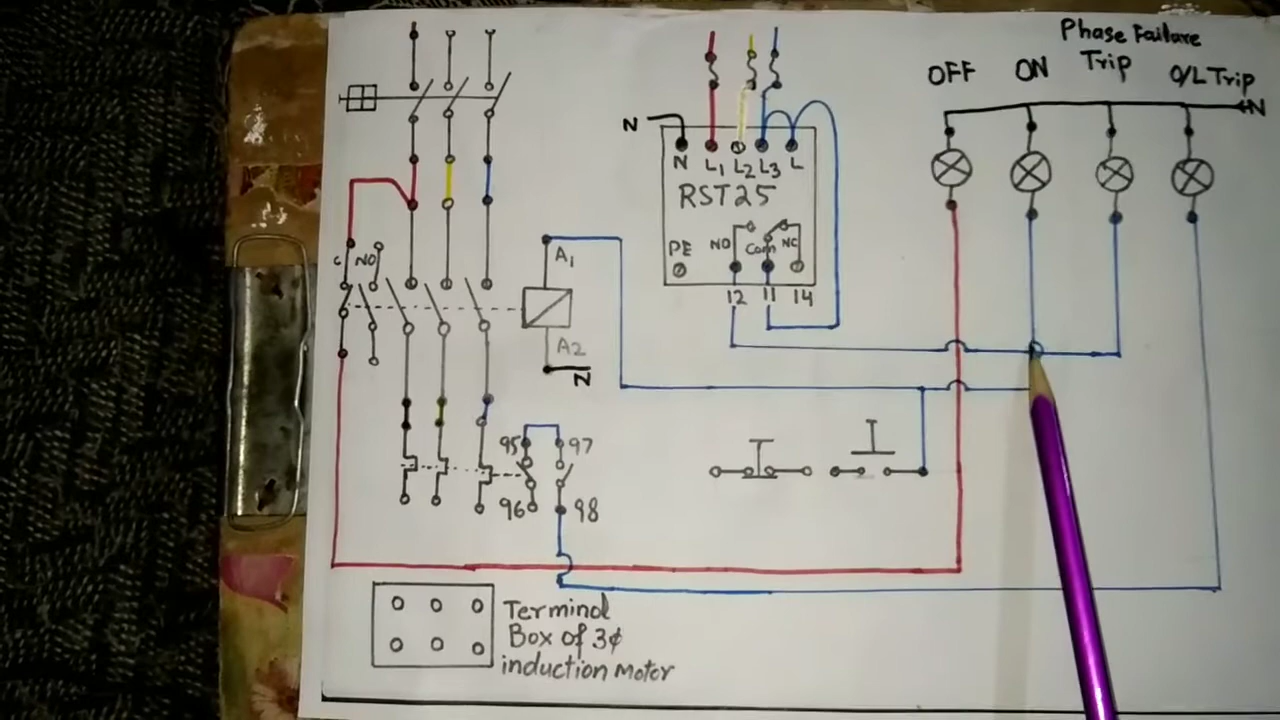 Phase Failure
Trip
OFF
ON
O/L Trip
N
N
N
L1
L2
L3
L
RST25
PE
NO
Com
NC
12
11
14
C
NO
A1
A2
N
95
97
96
98
Terminal
Box of 3¢
induction Motor